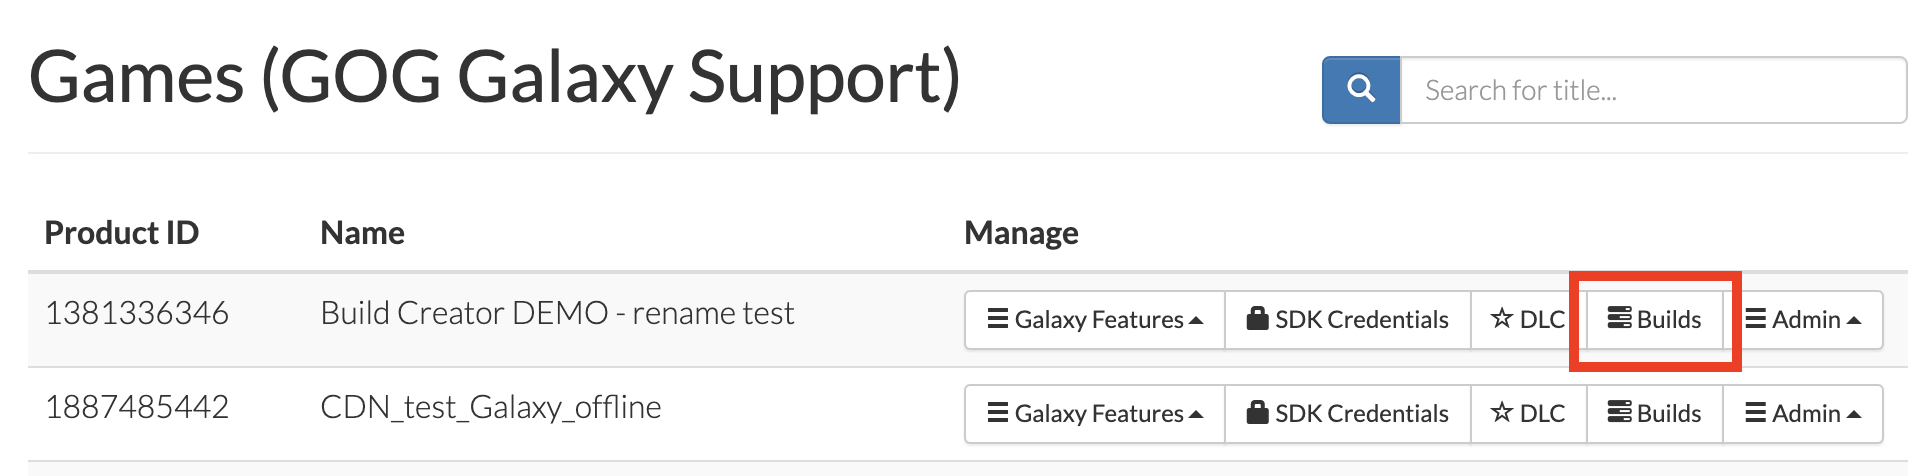 Games (GOG Galaxy Support)
Search for title...
Product ID Name Manage
1381336346 Build Creator DEMO - rename test Galaxy Features SDK Credentials DLC Builds Admin
1887485442 CDN_test_Galaxy_offline Galaxy Features SDK Credentials DLC Builds Admin